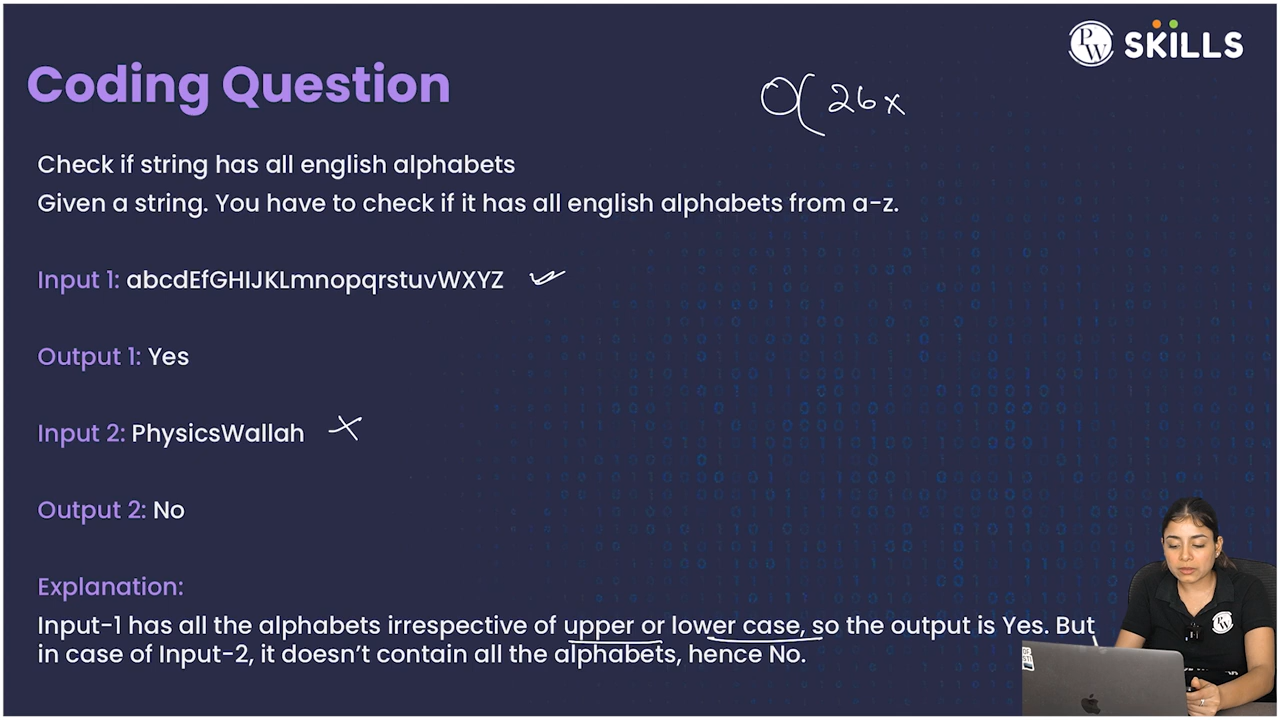 PW SKILLS
Coding Question
O( 26 x
Check if string has all english alphabets
Given a string. You have to check if it has all english alphabets from a-z.
Input 1: abcdEfGHIJKLmnopqrstuvWXYZ
Output 1: Yes
Input 2: PhysicsWallah
Output 2: No
Explanation:
Input-1 has all the alphabets irrespective of upper or lower case, so the output is Yes. But
in case of Input-2, it doesn't contain all the alphabets, hence No.